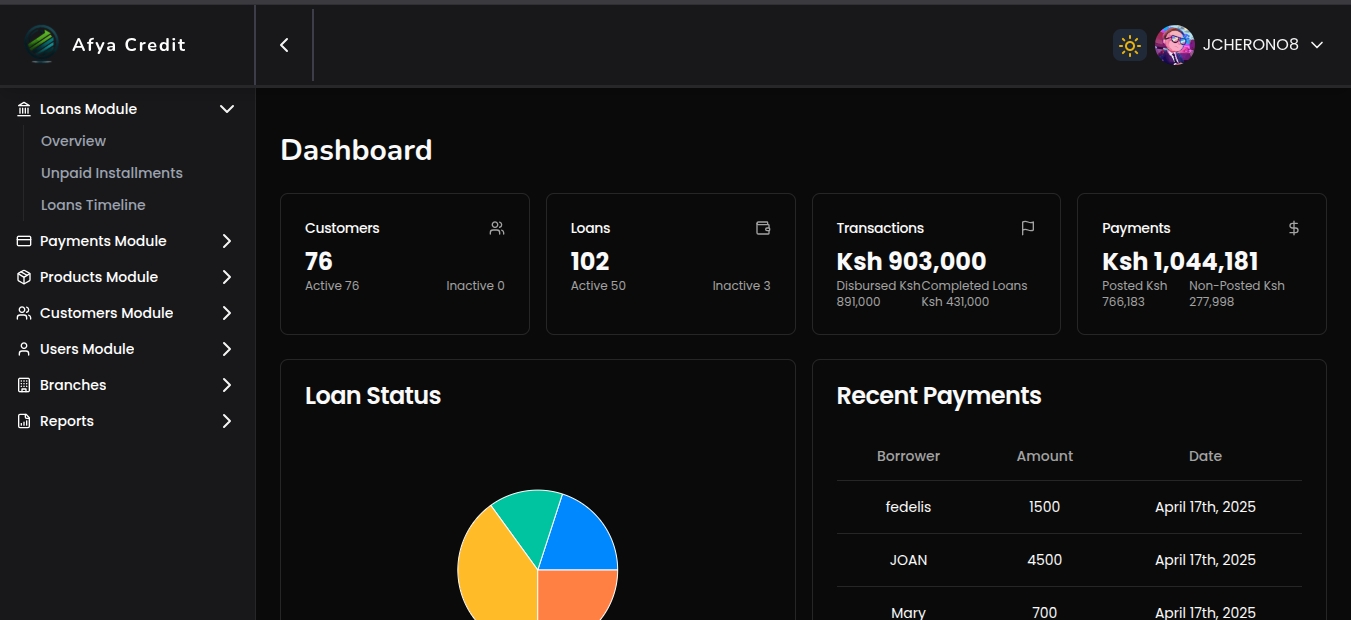 Afya Credit
JCHERONO8
Loans Module
Overview
Unpaid Installments
Loans Timeline
Payments Module
Products Module
Customers Module
Users Module
Branches
Reports
Dashboard
Customers
76
Active 76 Inactive 0
Loans
102
Active 50 Inactive 3
Transactions
Ksh 903,000
Disbursed Ksh 891,000
Completed Loans Ksh 431,000
Payments
Ksh 1,044,181
Posted Ksh 766,183
Non-Posted Ksh 277,998
Loan Status
Recent Payments
Borrower Amount Date
fedelis 1500 April 17th, 2025
JOAN 4500 April 17th, 2025
Mary 700 April 17th, 2025